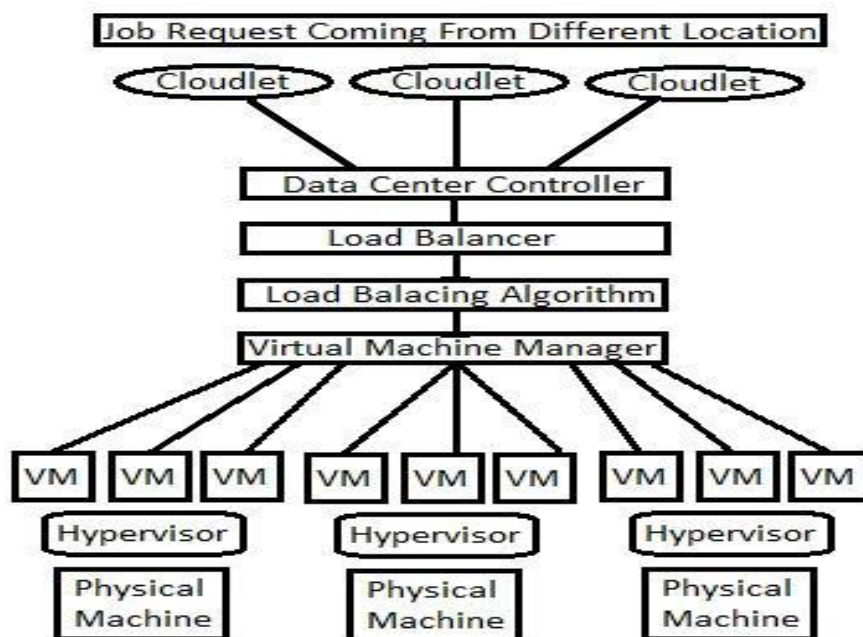 Job Request Coming From Different Location
Cloudlet Cloudlet Cloudlet
Data Center Controller
Load Balancer
Load Balacing Algorithm
Virtual Machine Manager
VM VM VM VM VM VM VM VM VM
Hypervisor Hypervisor Hypervisor
Physical Machine
Physical Machine
Physical Machine